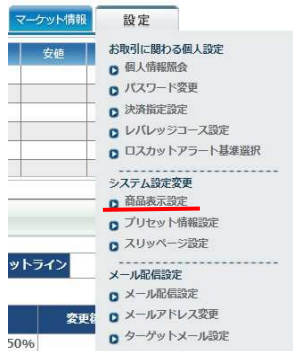 マーケット情報
設定
安値
お取引に関わる個人設定
個人情報照会
パスワード変更
決済指定設定
レバレッジコース設定
ロスカットアラート基準選択
システム設定変更
商品表示設定
プリセット情報設定
スリッページ設定
ットライン
メール配信設定
メール配信設定
変更
メールアドレス変更
50%
ターゲットメール設定